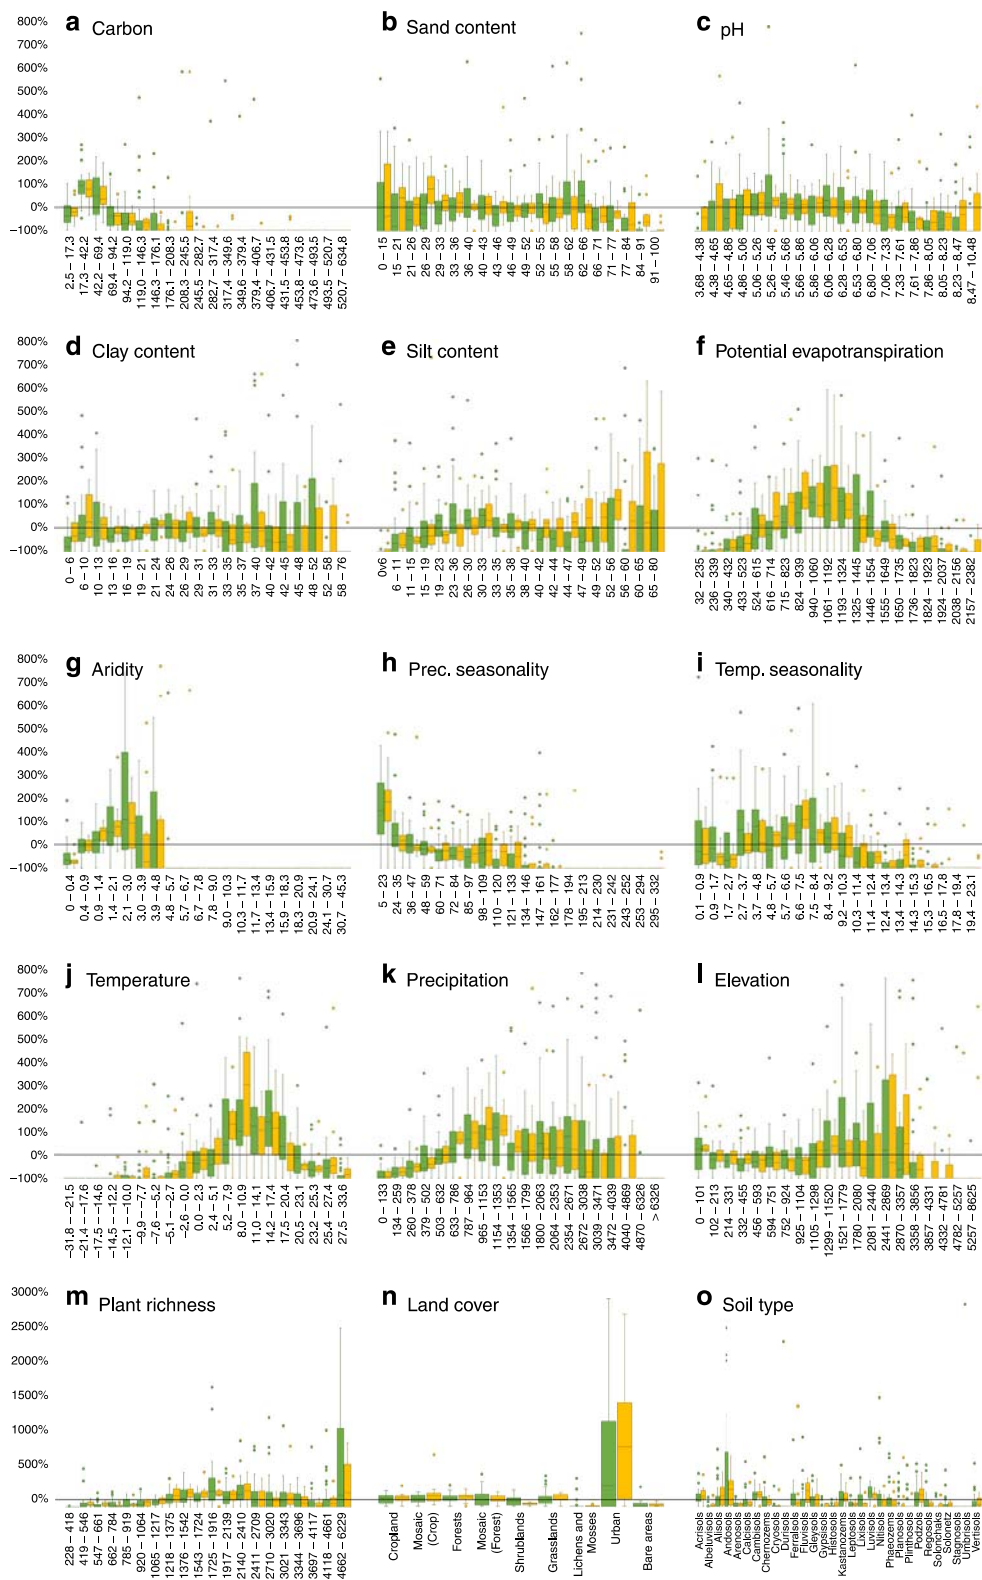 a Carbon
b Sand content
c pH
800%
700%
600%
500%
400%
300%
200%
100%
0%
−100%
2.5 – 17.3
17.3 – 42.2
42.2 – 69.4
69.4 – 94.2
94.2 – 119.0
119.0 – 146.3
146.3 – 176.1
176.1 – 208.3
208.3 – 245.5
245.5 – 282.7
282.7 – 317.4
317.4 – 349.6
349.6 – 379.4
379.4 – 406.7
406.7 – 431.5
431.5 – 453.8
453.8 – 473.6
473.6 – 493.5
493.5 – 520.7
520.7 – 634.8
0 – 15
15 – 21
21 – 26
26 – 29
29 – 33
33 – 36
36 – 40
40 – 43
43 – 46
46 – 49
49 – 52
52 – 55
55 – 58
58 – 62
62 – 66
66 – 71
71 – 77
77 – 84
84 – 91
91 – 100
3.68 – 4.38
4.38 – 4.65
4.65 – 4.86
4.86 – 5.06
5.06 – 5.26
5.26 – 5.46
5.46 – 5.66
5.66 – 5.86
5.86 – 6.06
6.06 – 6.28
6.28 – 6.53
6.53 – 6.80
6.80 – 7.06
7.06 – 7.33
7.33 – 7.61
7.61 – 7.86
7.86 – 8.05
8.05 – 8.23
8.23 – 8.47
8.47 – 10.48
d Clay content
e Silt content
f Potential evapotranspiration
800%
700%
600%
500%
400%
300%
200%
100%
0%
−100%
0 – 6
6 – 10
10 – 13
13 – 16
16 – 19
19 – 21
21 – 24
24 – 26
26 – 29
29 – 31
31 – 33
33 – 35
35 – 37
37 – 40
40 – 42
42 – 45
45 – 48
48 – 52
52 – 58
58 – 76
0v6
6 – 11
11 – 15
15 – 19
19 – 23
23 – 36
26 – 30
30 – 33
33 – 35
35 – 38
38 – 40
40 – 42
42 – 44
44 – 47
47 – 49
49 – 52
52 – 56
56 – 60
60 – 65
65 – 80
32 – 235
236 – 339
340 – 432
433 – 523
524 – 615
616 – 714
715 – 823
824 – 939
940 – 1060
1061 – 1192
1193 – 1324
1325 – 1445
1446 – 1554
1555 – 1649
1650 – 1735
1736 – 1823
1824 – 1923
1924 – 2037
2038 – 2156
2157 – 2382
g Aridity
h Prec. seasonality
i Temp. seasonality
800%
700%
600%
500%
400%
300%
200%
100%
0%
−100%
0 – 0.4
0.4 – 0.9
0.9 – 1.4
1.4 – 2.1
2.1 – 3.0
3.0 – 3.9
3.9 – 4.8
4.8 – 5.7
5.7 – 6.7
6.7 – 7.8
7.8 – 9.0
9.0 – 10.3
10.3 – 11.7
11.7 – 13.4
13.4 – 15.9
15.9 – 18.3
18.3 – 20.9
20.9 – 24.1
24.1 – 30.7
30.7 – 45.3
5 – 23
24 – 35
36 – 47
48 – 59
60 – 71
72 – 84
85 – 97
98 – 109
110 – 120
121 – 133
134 – 146
147 – 161
162 – 177
178 – 194
195 – 213
214 – 230
231 – 242
243 – 252
253 – 294
295 – 332
0.1 – 0.9
0.9 – 1.7
1.7 – 2.7
2.7 – 3.7
3.7 – 4.8
4.8 – 5.7
5.7 – 6.6
6.6 – 7.5
7.5 – 8.4
8.4 – 9.2
9.2 – 10.3
10.3 – 11.4
11.4 – 12.4
12.4 – 13.4
13.4 – 14.3
14.3 – 15.3
15.3 – 16.5
16.5 – 17.8
17.8 – 19.4
19.4 – 23.1
j Temperature
k Precipitation
l Elevation
800%
700%
600%
500%
400%
300%
200%
100%
0%
−100%
−31.8 – −21.5
−21.4 – −17.6
−17.5 – −14.6
−14.5 – −12.2
−12.1 – −10.0
−9.9 – −7.7
−7.6 – −5.2
−5.1 – −2.7
−2.6 – 0.0
0.0 – 2.3
2.4 – 5.1
5.2 – 7.9
8.0 – 10.9
11.0 – 14.1
14.2 – 17.4
17.5 – 20.4
20.5 – 23.1
23.2 – 25.3
25.4 – 27.4
27.5 – 33.6
0 – 133
134 – 259
260 – 378
379 – 502
503 – 632
633 – 786
787 – 964
965 – 1153
1154 – 1353
1354 – 1565
1566 – 1799
1800 – 2063
2064 – 2353
2354 – 2671
2672 – 3038
3039 – 3471
3472 – 4039
4040 – 4869
4870 – 6326
> 6326
0 – 101
102 – 213
214 – 331
332 – 455
456 – 593
594 – 751
752 – 924
925 – 1104
1105 – 1298
1299 – 11520
1521 – 1779
1780 – 2080
2081 – 2440
2441 – 2869
2870 – 3357
3358 – 3856
3857 – 4331
4332 – 4781
4782 – 5257
5257 – 8625
m Plant richness
n Land cover
o Soil type
3000%
2500%
2000%
1500%
1000%
500%
0%
228 – 418
419 – 546
547 – 661
662 – 784
785 – 919
920 – 1064
1065 – 1217
1218 – 1375
1376 – 1542
1543 – 1724
1725 – 1916
1917 – 2139
2140 – 2410
2411 – 2709
2710 – 3020
3021 – 3343
3344 – 3696
3697 – 4117
4118 – 4661
4662 – 6229
Cropland
Mosaic
(Crop)
Forests
Mosaic
(Forest)
Shrublands
Grasslands
Lichens and
Mosses
Urban
Bare areas
Acrisols
Albeluvisols
Alisols
Andosols
Arenosols
Calcisols
Cambisols
Chernozems
Cryosols
Durisols
Ferralsols
Fluvisols
Gleysols
Gypsisols
Histosols
Kastanozems
Leptosols
Lixisols
Luvisols
Nitisols
Phaeozems
Planosols
Plinthosols
Podzols
Regosols
Solonchaks
Solonetz
Stagnosols
Umbrisols
Vertisols